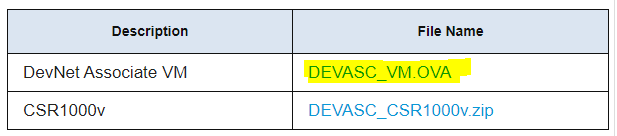 Description File Name
DevNet Associate VM DEVASC_VM.OVA
CSR1000v DEVASC_CSR1000v.zip